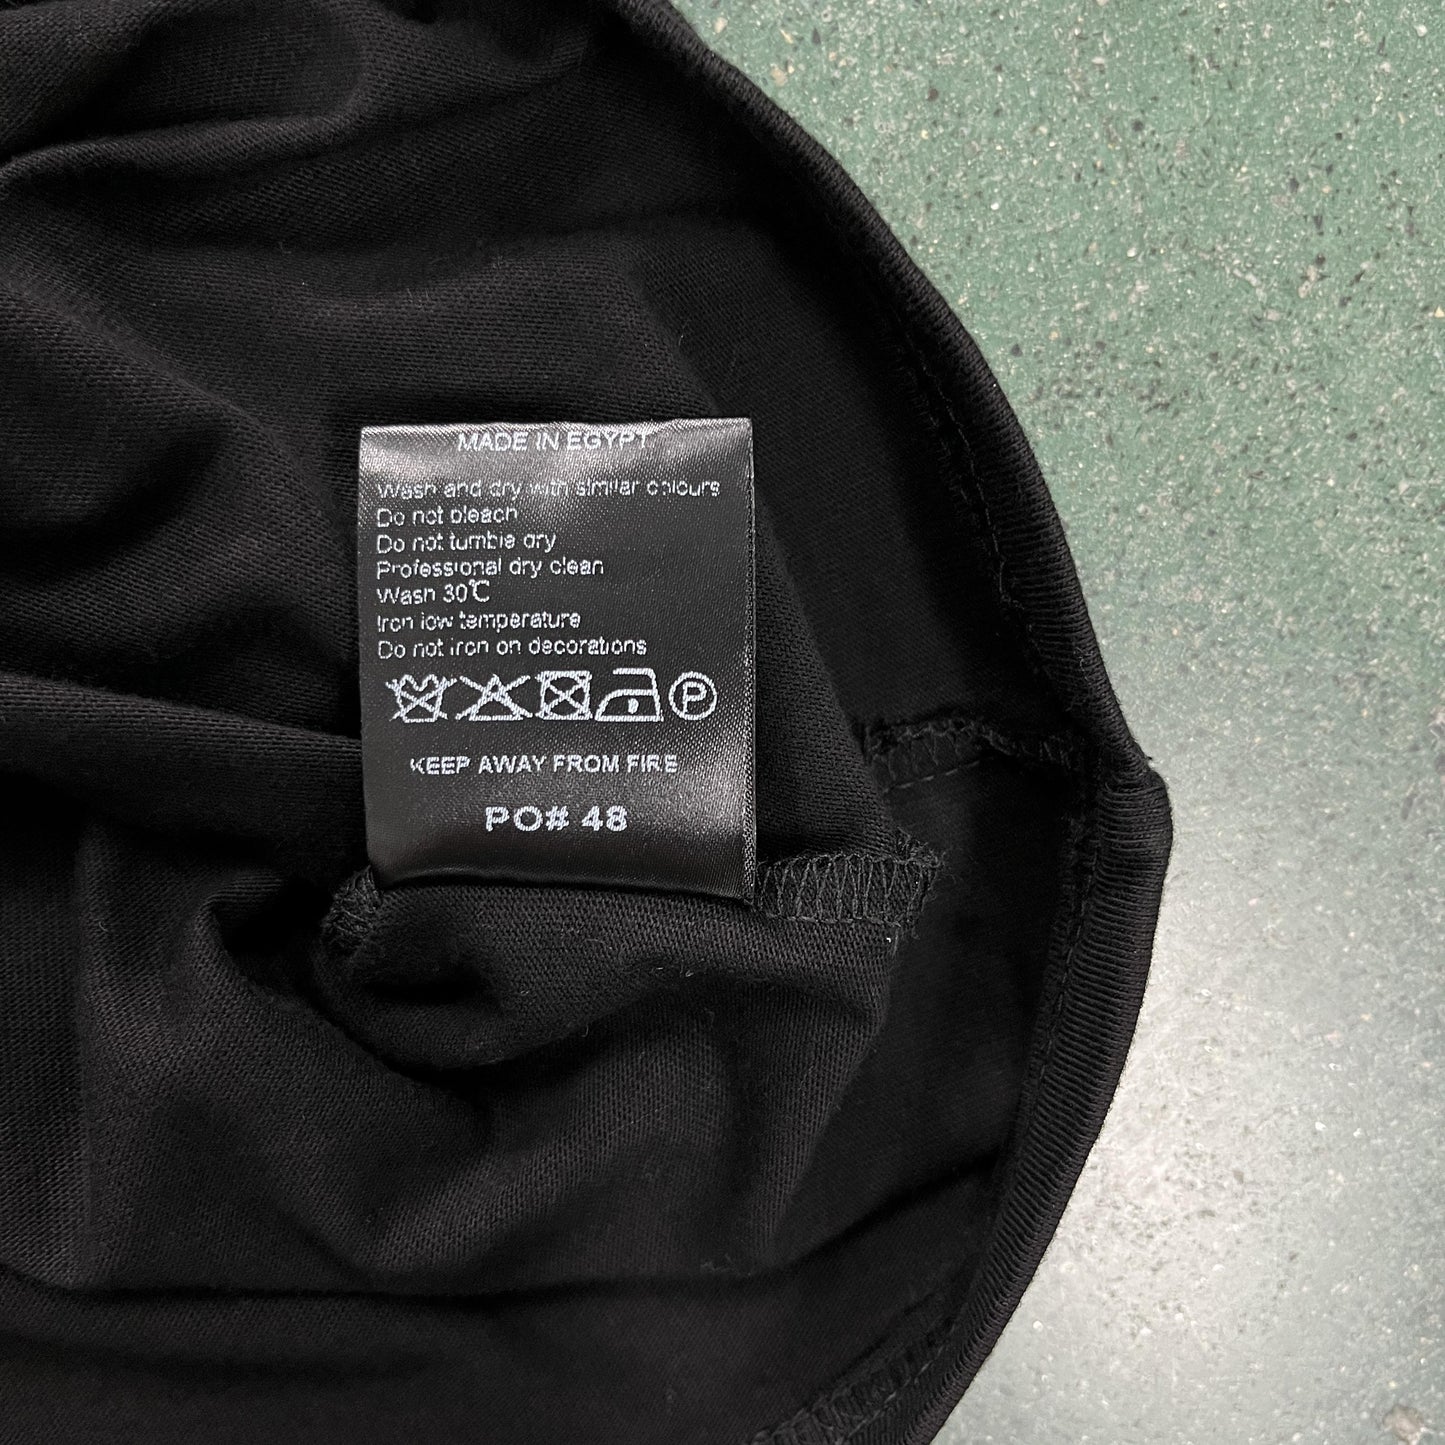 MADE IN EGYPT
Wash and dry with similar colours
Do not bleach
Do not tumble dry
Professional dry clean
Wash 30℃
Iron low temperature
Do not iron on decorations
P
KEEP AWAY FROM FIRE
PO# 48